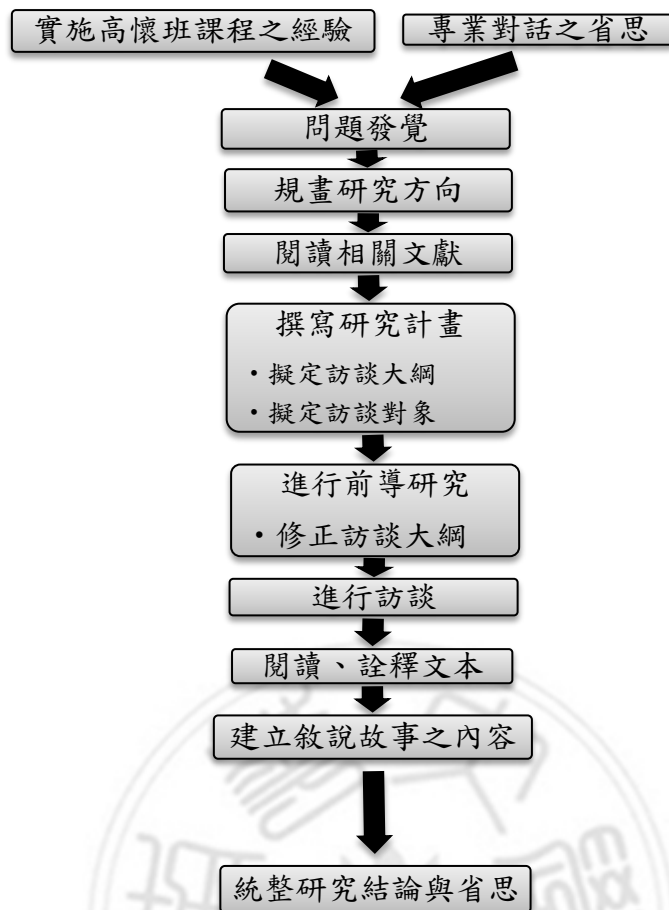 實施高懷班課程之經驗
專業對話之省思
問題發覺
規畫研究方向
閱讀相關文獻
撰寫研究計畫
・擬定訪談大綱
・擬定訪談對象
進行前導研究
・修正訪談大綱
進行訪談
閱讀、詮釋文本
建立敘說故事之內容
統整研究結論與省思